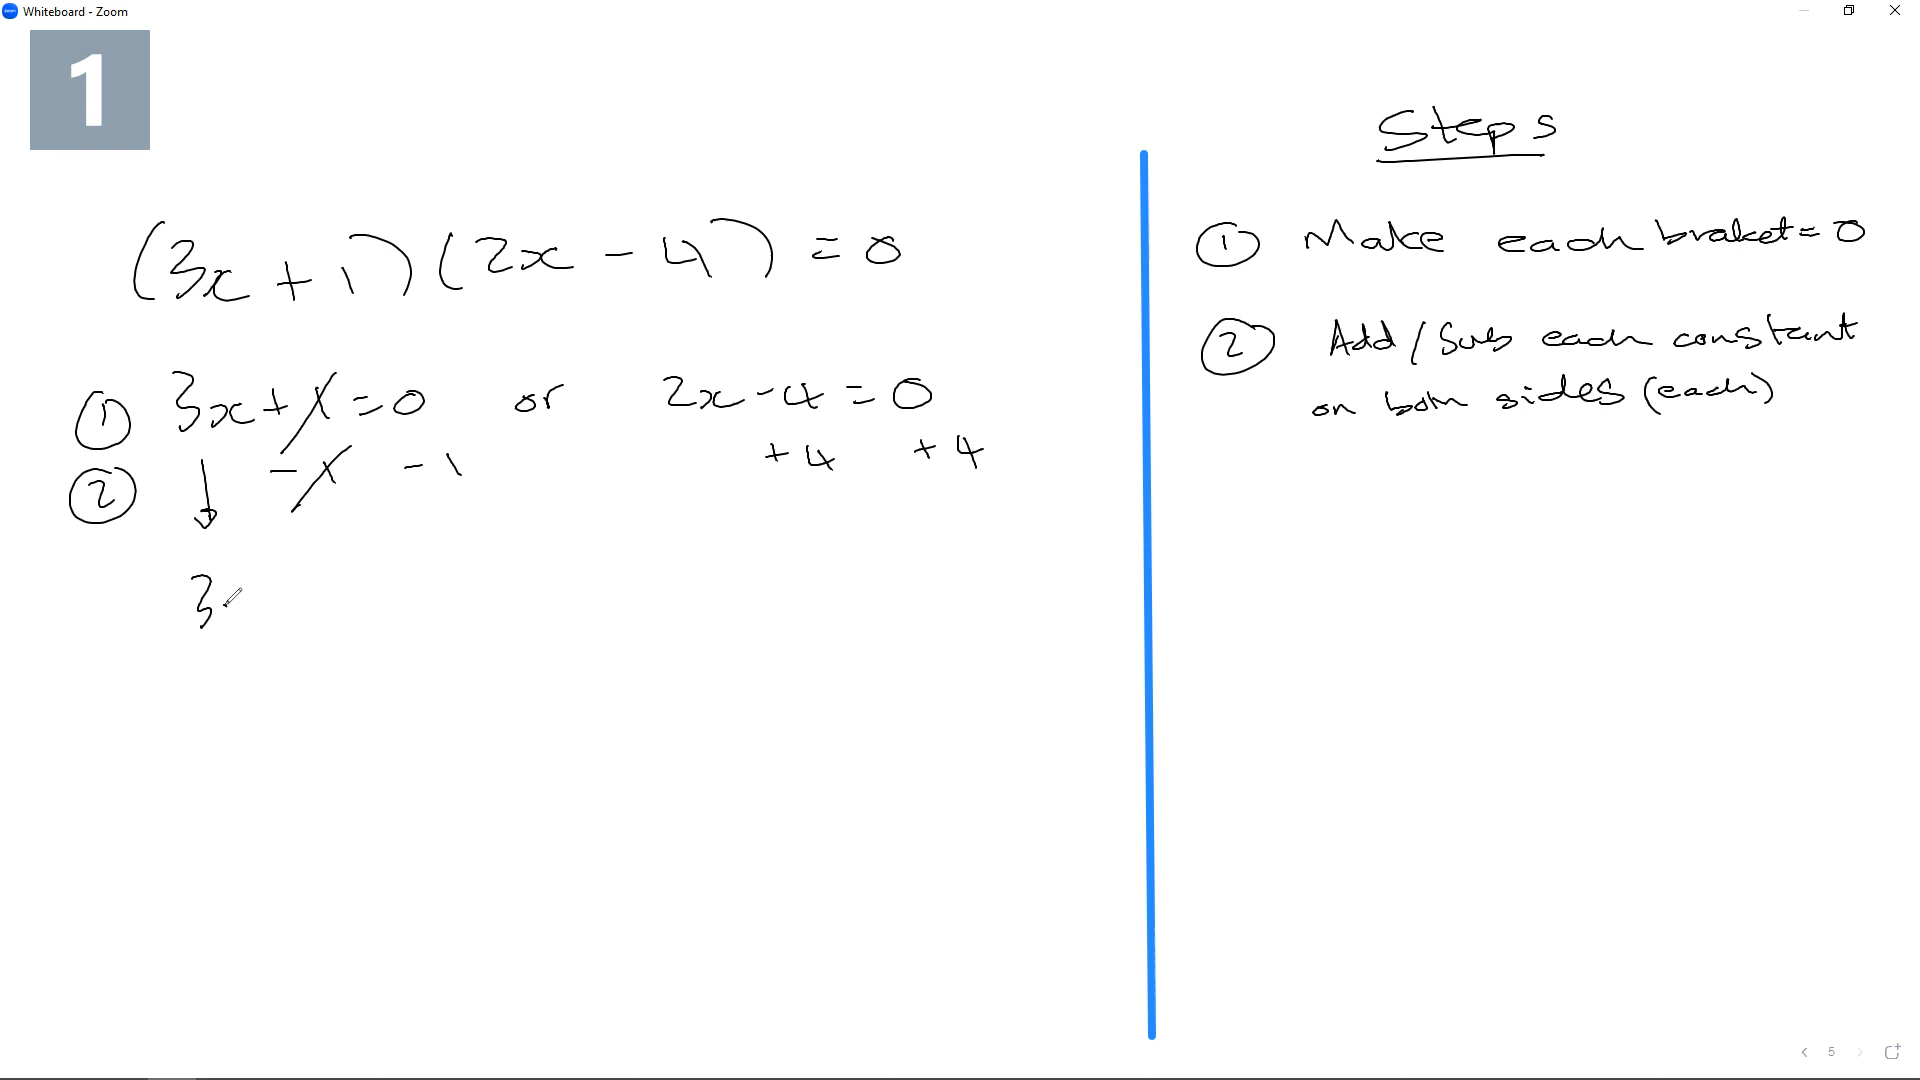 Whiteboard - Zoom
1
(3x + 1) (2x - 4) = 0
① 3x + 1 = 0 or 2x - 4 = 0
② - 1 - 1 + 4 + 4
3
Steps
① Make each braket = 0
② Add / Sub each constant
on both sides (each)
5